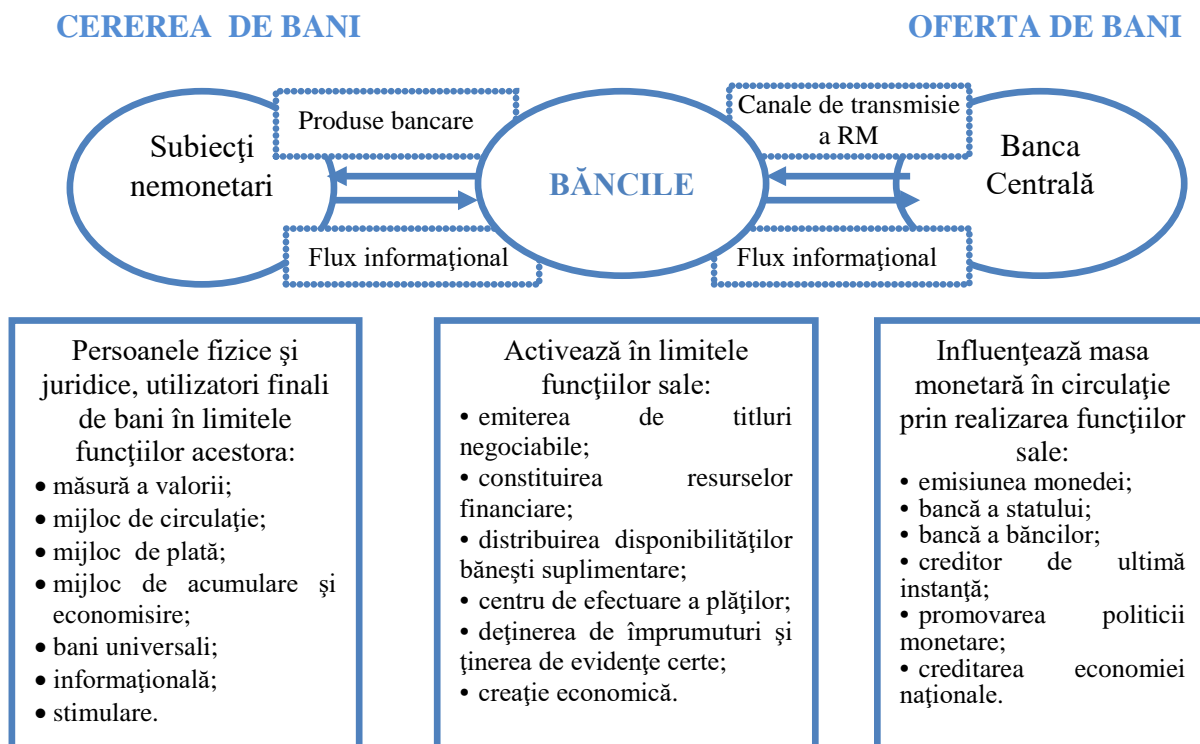 CEREREA DE BANI
OFERTA DE BANI
Subiecţi
nemonetari
Produse bancare
Flux informaţional
BĂNCILE
Canale de transmisie
a RM
Flux informaţional
Banca
Centrală
Persoanele fizice şi
juridice, utilizatori finali
de bani în limitele
funcţiilor acestora:
• măsură a valorii;
• mijloc de circulaţie;
• mijloc de plată;
• mijloc de acumulare şi
economisire;
• bani universali;
• informaţională;
• stimulare.
Activează în limitele
funcţiilor sale:
• emiterea de titluri
negociabile;
• constituirea resurselor
financiare;
• distribuirea disponibilităţilor
băneşti suplimentare;
• centru de efectuare a plăţilor;
• deţinerea de împrumuturi şi
ţinerea de evidenţe certe;
• creaţie economică.
Influenţează masa
monetară în circulaţie
prin realizarea funcţiilor
sale:
• emisiunea monedei;
• bancă a statului;
• bancă a băncilor;
• creditor de ultimă
instanţă;
• promovarea politicii
monetare;
• creditarea economiei
naţionale.